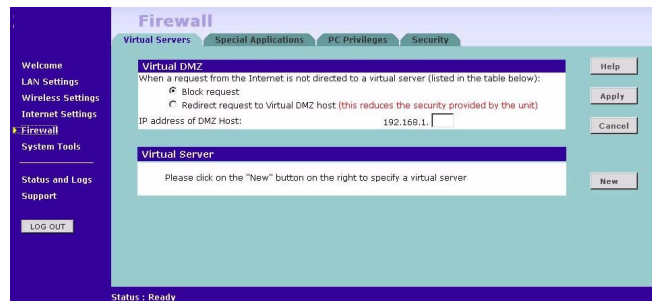 Firewall
Virtual Servers Special Applications PC Privileges Security
Welcome
LAN Settings
Wireless Settings
Internet Settings
Firewall
System Tools
Status and Logs
Support
LOG OUT
Virtual DMZ
When a request from the Internet is not directed to a virtual server (listed in the table below):
Block request
Redirect request to Virtual DMZ host (this reduces the security provided by the unit)
IP address of DMZ Host: 192.168.1.
Virtual Server
Please click on the "New" button on the right to specify a virtual server
Help
Apply
Cancel
New
Status : Ready